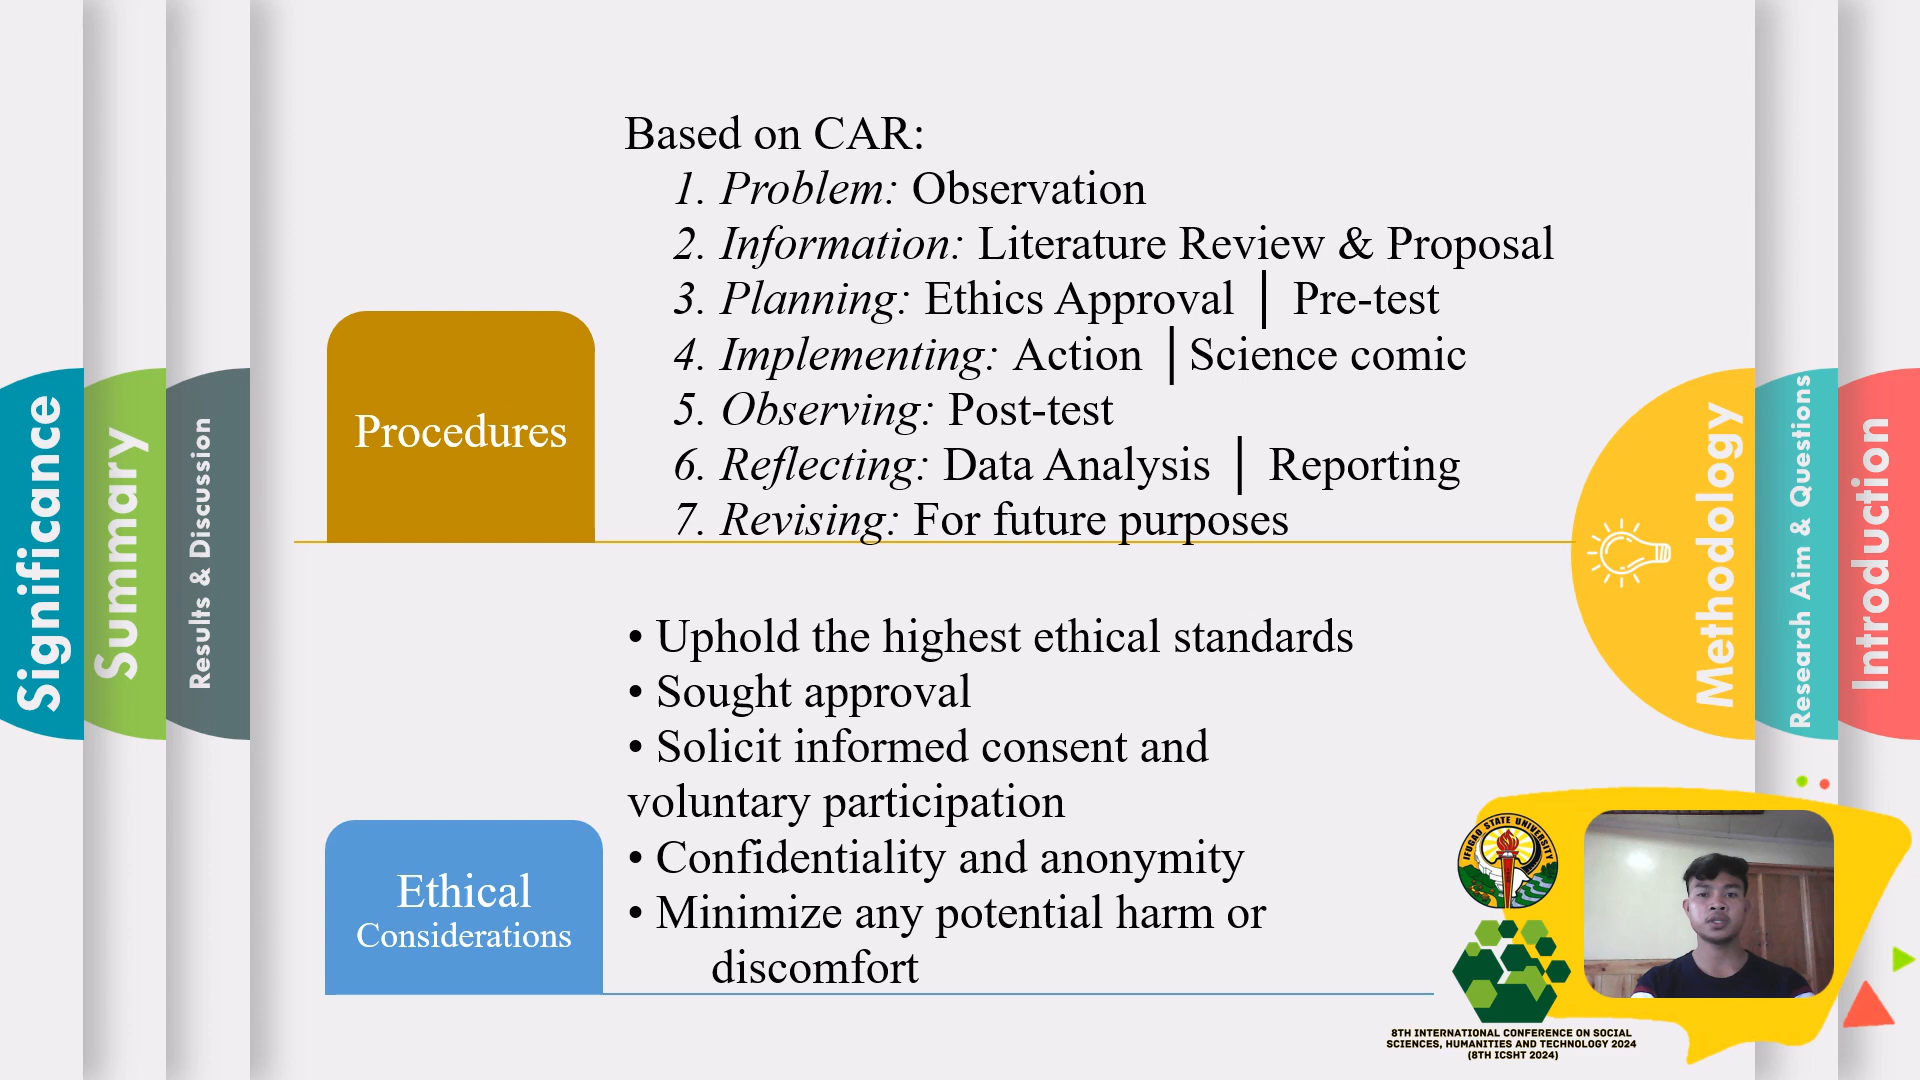 Significance
Summary
Results & Discussion
Procedures
Based on CAR:
1. Problem: Observation
2. Information: Literature Review & Proposal
3. Planning: Ethics Approval | Pre-test
4. Implementing: Action | Science comic
5. Observing: Post-test
6. Reflecting: Data Analysis | Reporting
7. Revising: For future purposes
Ethical
Considerations
• Uphold the highest ethical standards
• Sought approval
• Solicit informed consent and
voluntary participation
• Confidentiality and anonymity
• Minimize any potential harm or
discomfort
Methodology
Research Aim & Questions
Introduction
IFUGAO STATE UNIVERSITY
8TH INTERNATIONAL CONFERENCE ON SOCIAL
SCIENCES, HUMANITIES AND TECHNOLOGY 2024
(8TH ICSHT 2024)